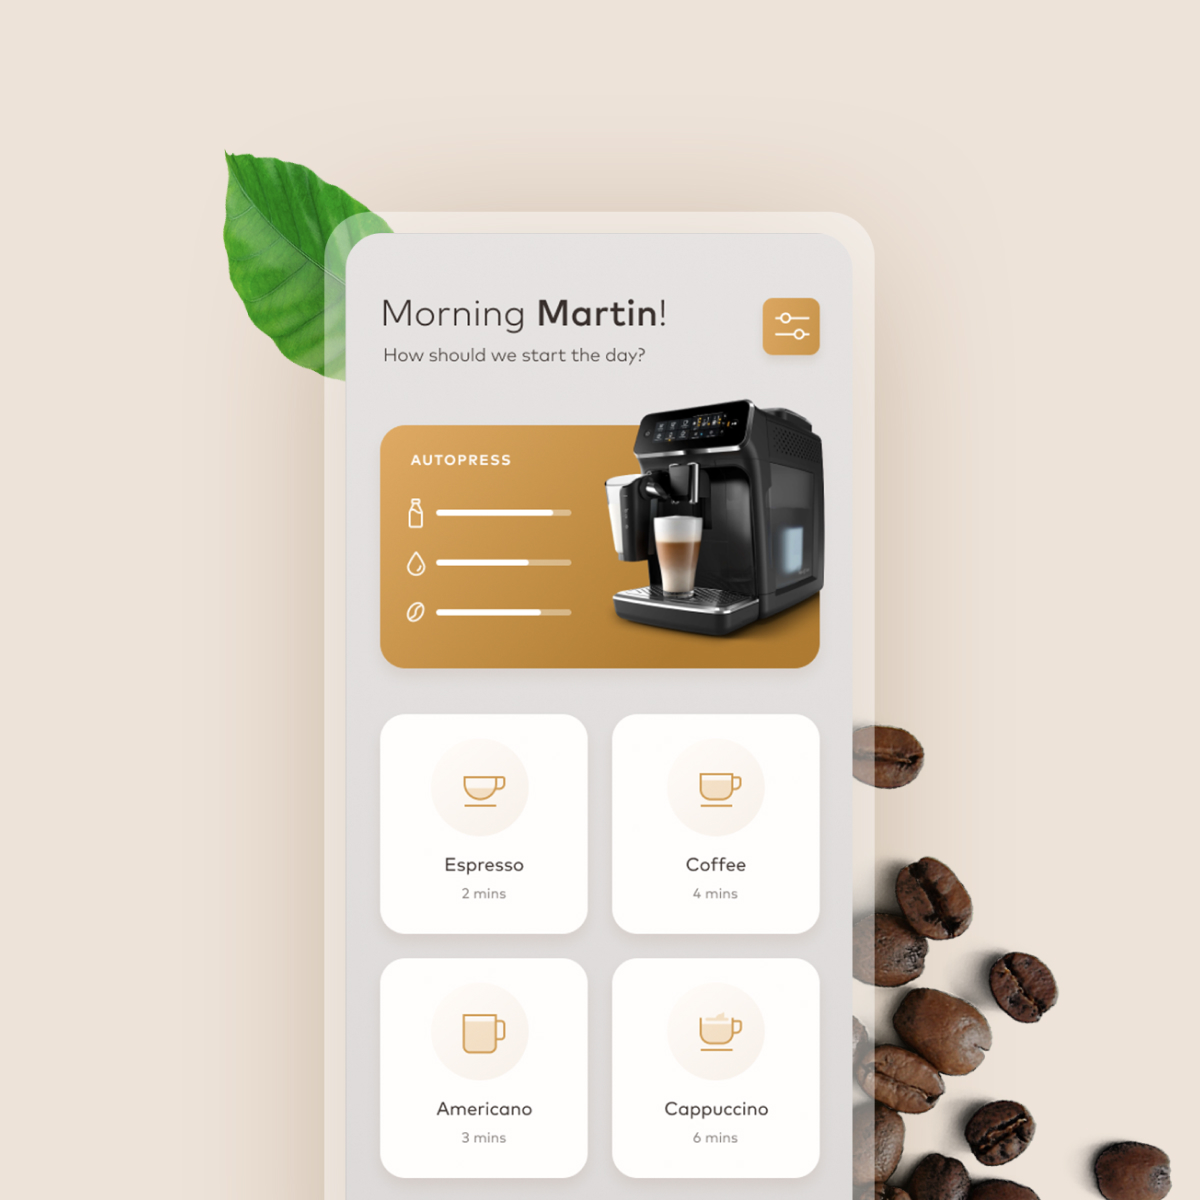 Morning Martin!
How should we start the day?
AUTOPRESS
Espresso
2 mins
Coffee
4 mins
Americano
3 mins
Cappuccino
6 mins